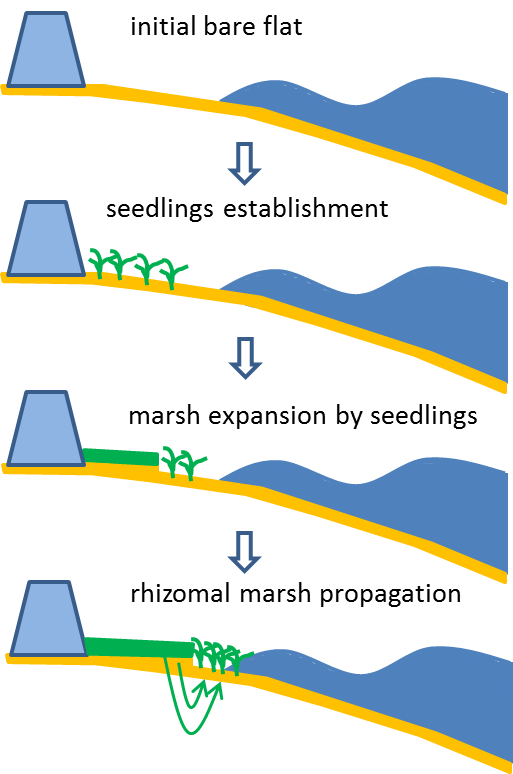 initial bare flat
seedlings establishment
marsh expansion by seedlings
rhizomal marsh propagation